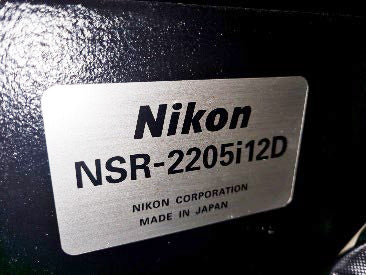 Nikon
NSR-2205i12D
NIKON CORPORATION
MADE IN JAPAN